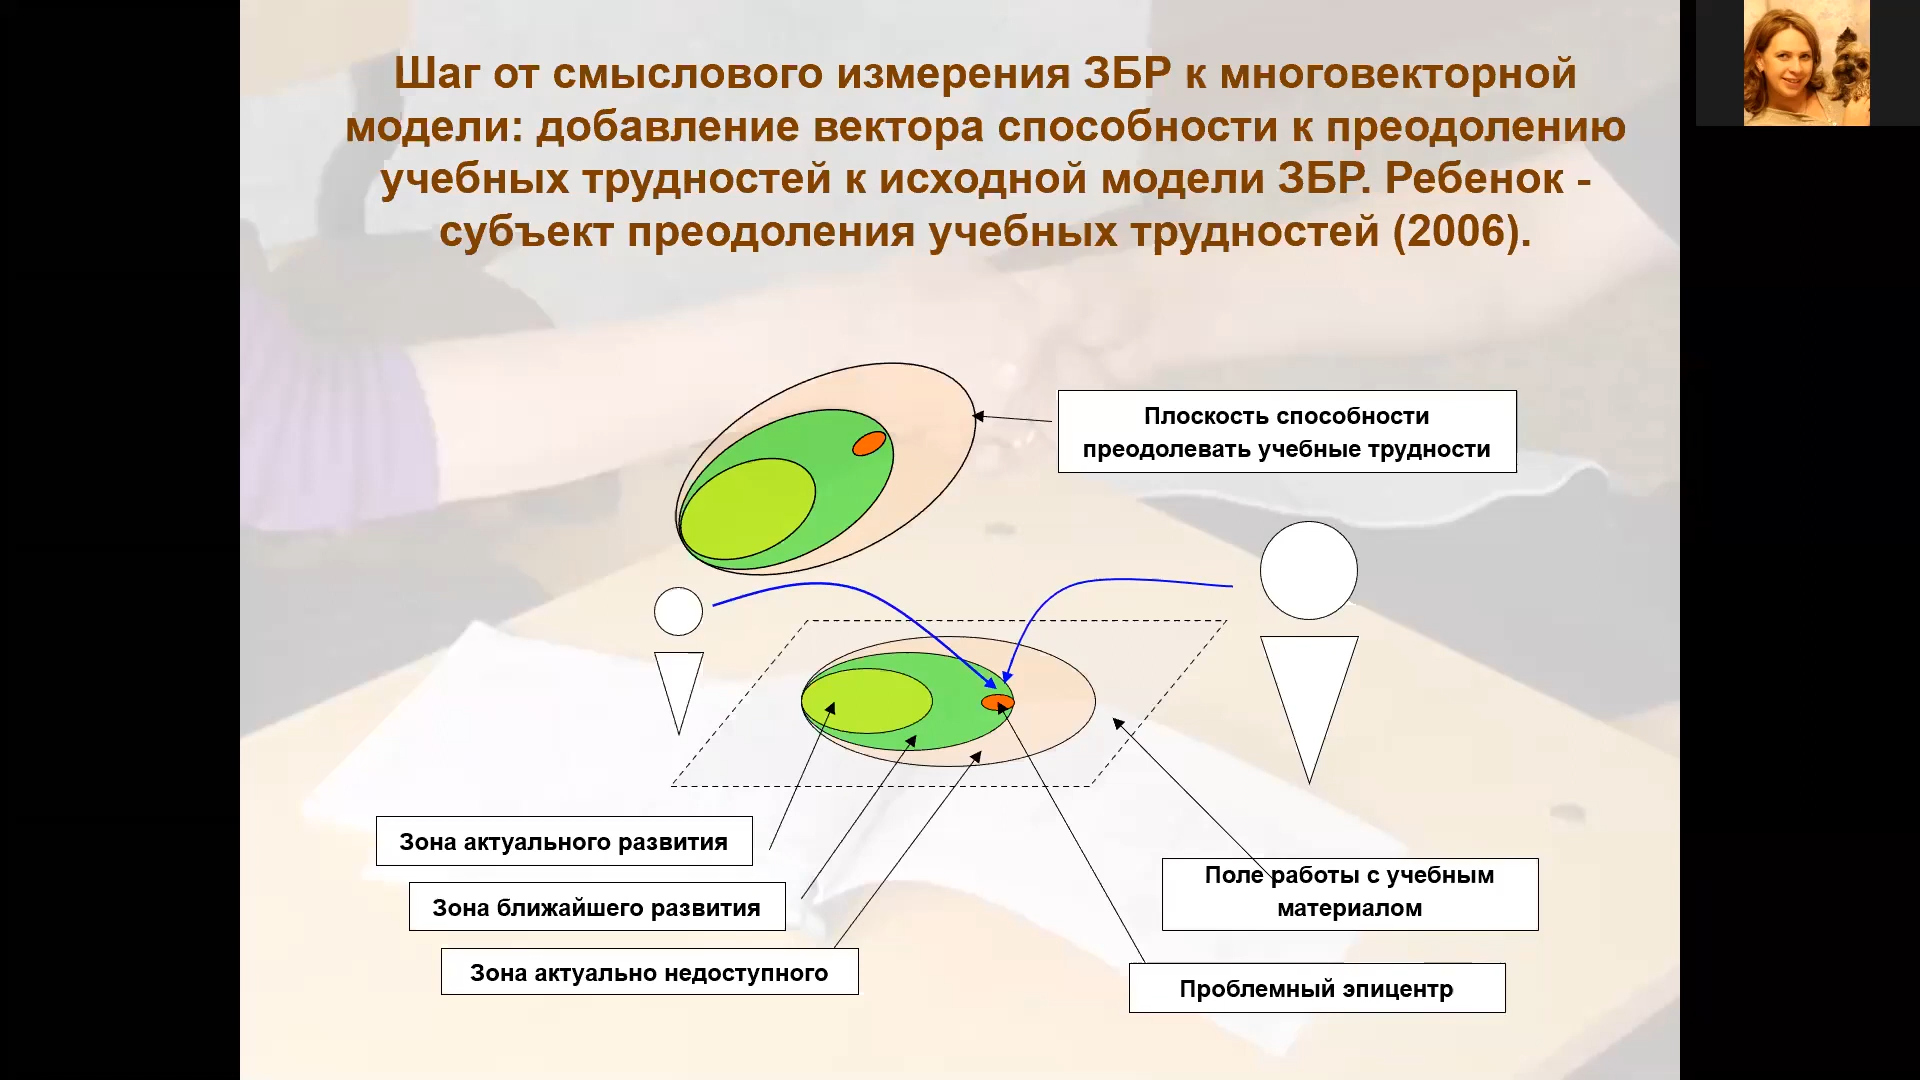 Шаг от смыслового измерения ЗБР к многовекторной
модели: добавление вектора способности к преодолению
учебных трудностей к исходной модели ЗБР. Ребенок -
субъект преодоления учебных трудностей (2006).
Плоскость способности
преодолевать учебные трудности
Зона актуального развития
Зона ближайшего развития
Зона актуально недоступного
Поле работы с учебным
материалом
Проблемный эпицентр